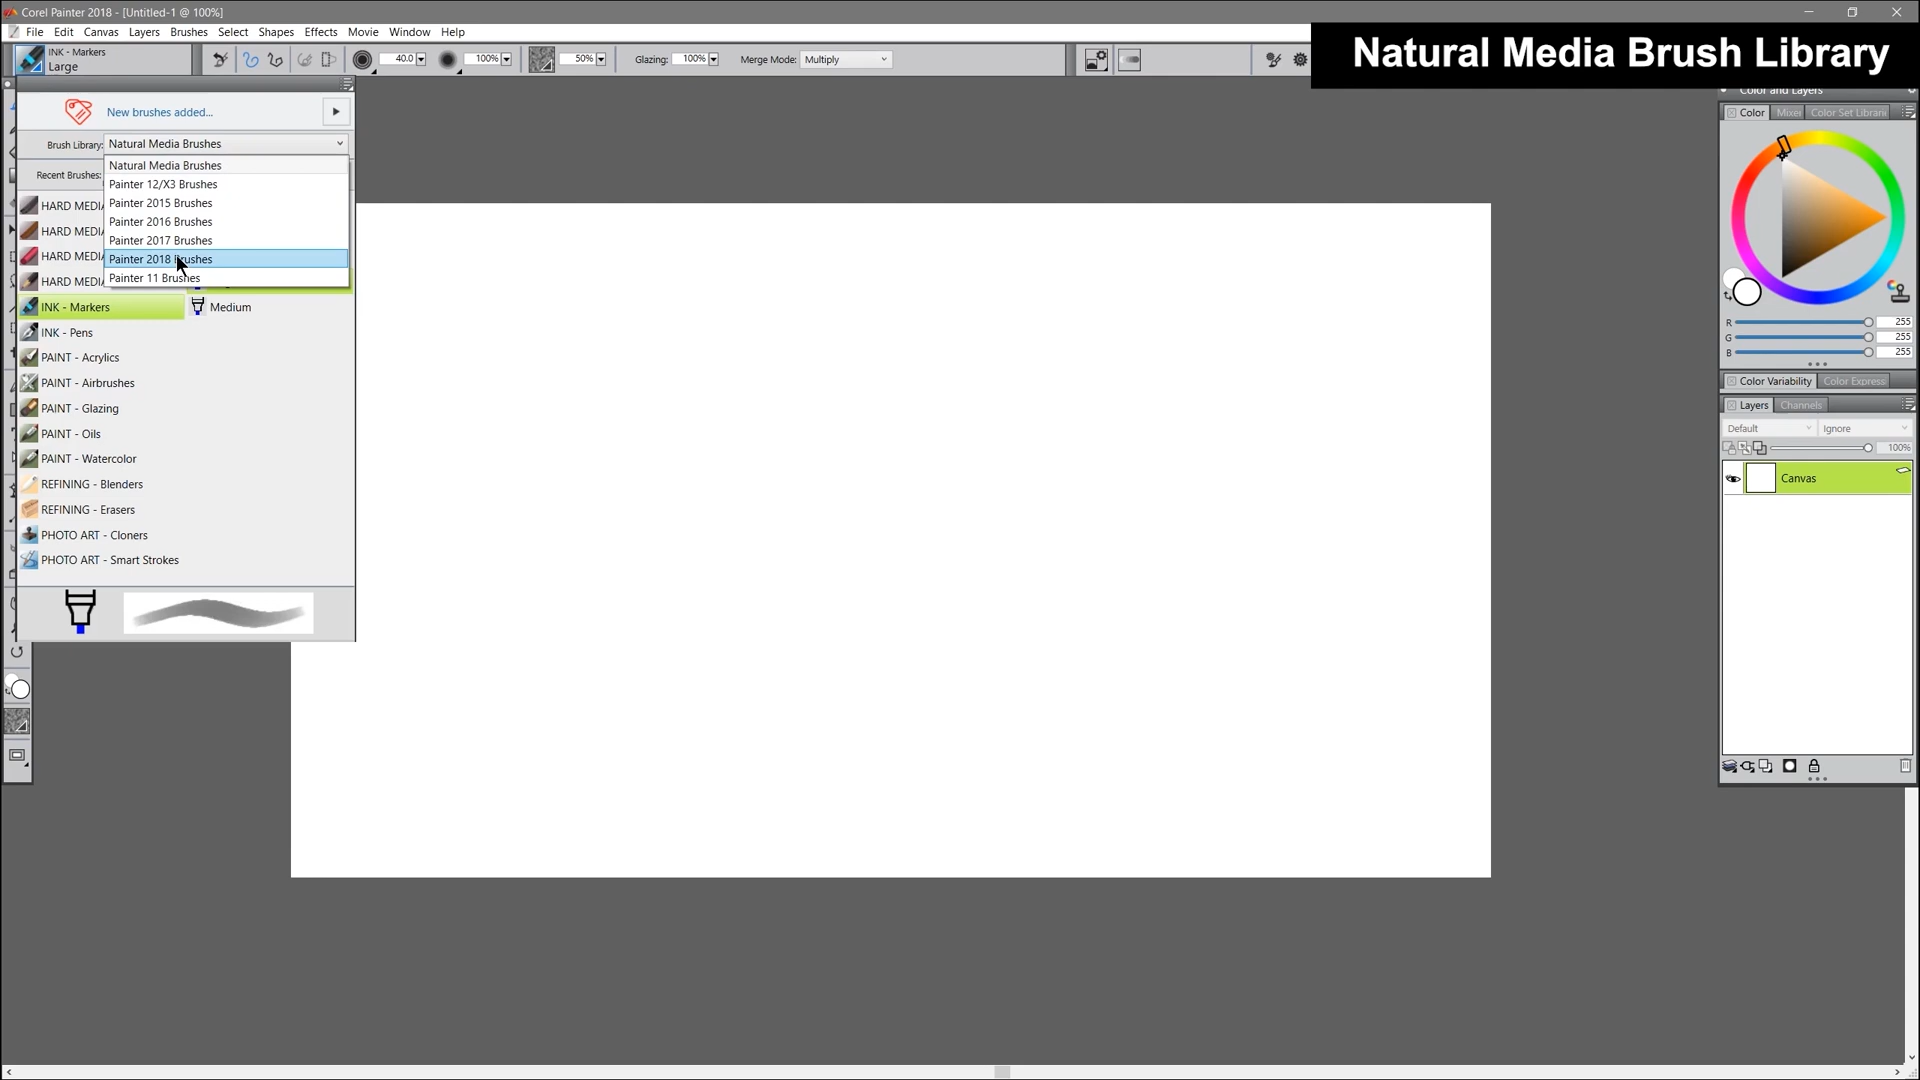 Corel Painter 2018 - [Untitled-1 @ 100%]
File Edit Canvas Layers Brushes Select Shapes Effects Movie Window Help
Natural Media Brush Library
INK - Markers
Large
40.0 100% 50% Glazing: 100% Merge Mode: Multiply
New brushes added...
Brush Library: Natural Media Brushes
Natural Media Brushes
Painter 12/X3 Brushes
Painter 2015 Brushes
Painter 2016 Brushes
Painter 2017 Brushes
Painter 2018 Brushes
Painter 11 Brushes
Recent Brushes:
HARD MEDIA
HARD MEDIA
HARD MEDIA
HARD MEDIA
INK - Markers
Medium
INK - Pens
PAINT - Acrylics
PAINT - Airbrushes
PAINT - Glazing
PAINT - Oils
PAINT - Watercolor
REFINING - Blenders
REFINING - Erasers
PHOTO ART - Cloners
PHOTO ART - Smart Strokes
Color and Layers
Color Mixer Color Set Librari
R 255
G 255
B 255
Color Variability Color Express
Layers Channels
Default Ignore
100%
Canvas